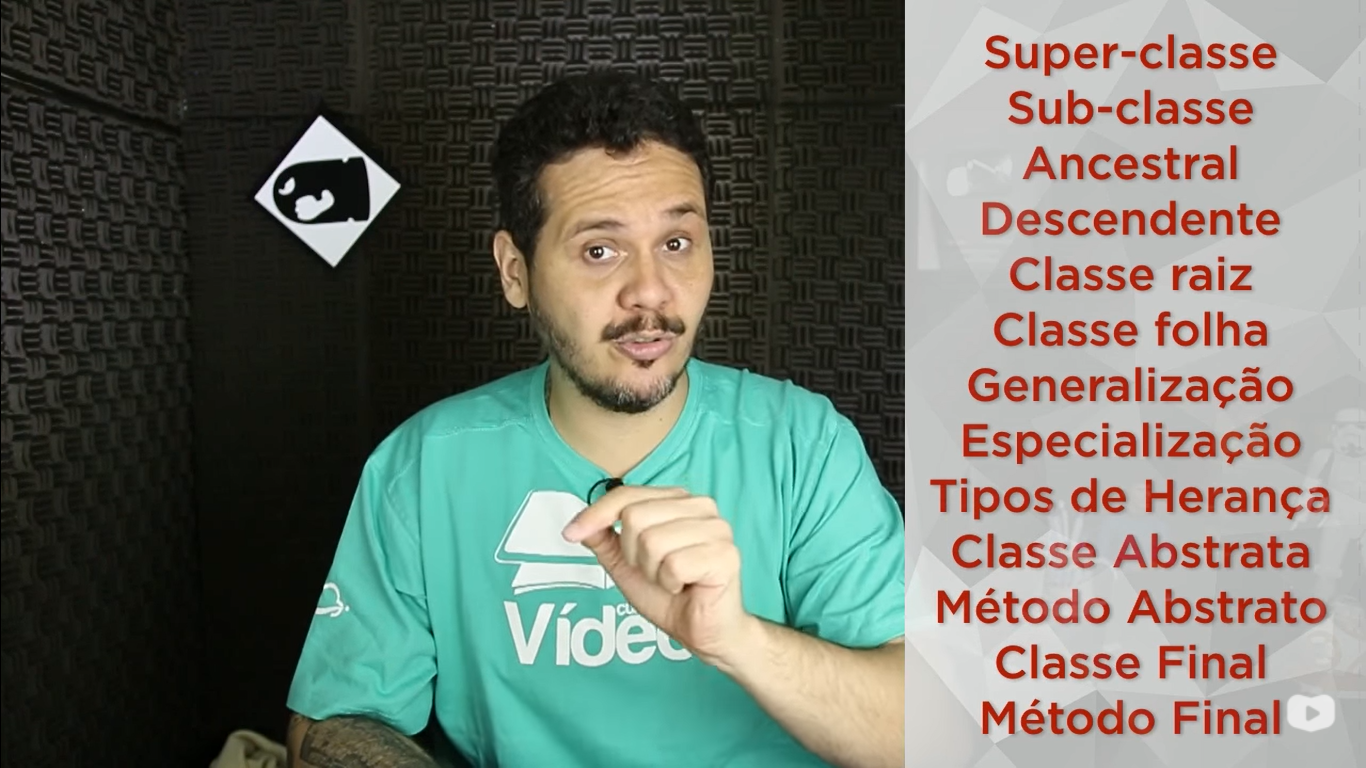 Super-classe
Sub-classe
Ancestral
Descendente
Classe raiz
Classe folha
Generalização
Especialização
Tipos de Herança
Classe Abstrata
Método Abstrato
Classe Final
Método Final